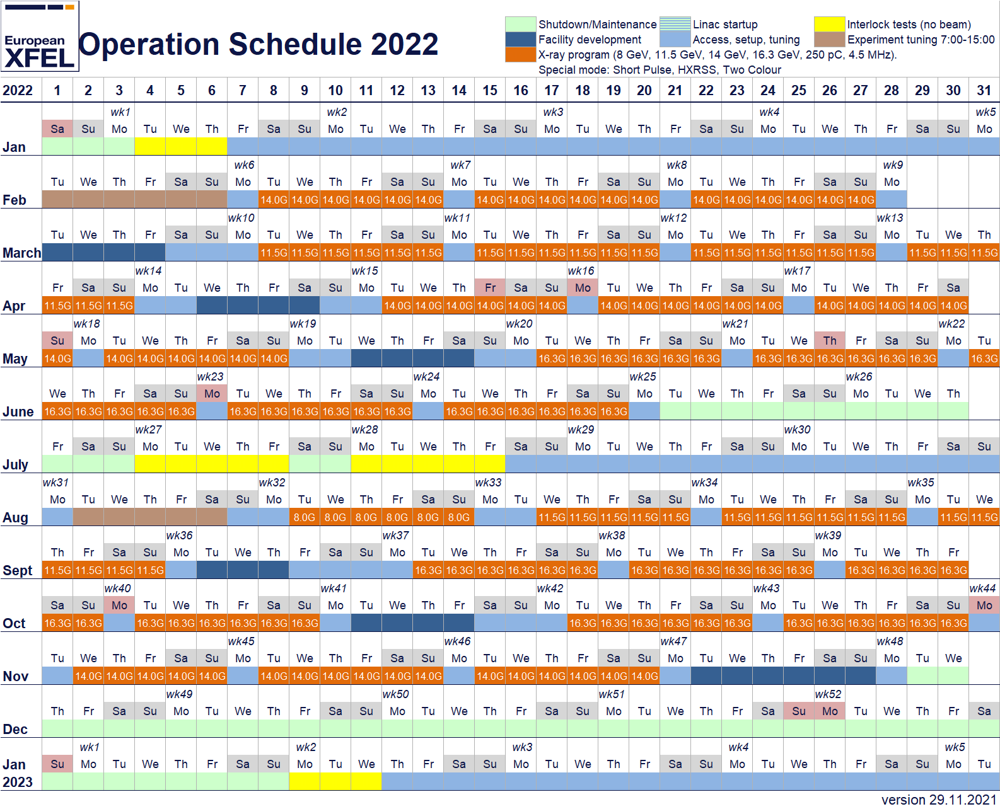 European
XFEL
Operation Schedule 2022
Shutdown/Maintenance Linac startup Interlock tests (no beam)
Facility development Access, setup, tuning Experiment tuning 7:00-15:00
X-ray program (8 GeV, 11.5 GeV, 14 GeV, 16.3 GeV, 250 pC, 4.5 MHz).
Special mode: Short Pulse, HXRSS, Two Colour
2022 1 2 3 4 5 6 7 8 9 10 11 12 13 14 15 16 17 18 19 20 21 22 23 24 25 26 27 28 29 30 31
wk1 wk2 wk3 wk4 wk5
Sa Su Mo Tu We Th Fr Sa Su Mo Tu We Th Fr Sa Su Mo Tu We Th Fr Sa Su Mo Tu We Th Fr Sa Su Mo
Jan
wk6 wk7 wk8 wk9
Tu We Th Fr Sa Su Mo Tu We Th Fr Sa Su Mo Tu We Th Fr Sa Su Mo Tu We Th Fr Sa Su Mo
Feb 14.0G 14.0G 14.0G 14.0G 14.0G 14.0G 14.0G 14.0G 14.0G 14.0G 14.0G 14.0G 14.0G 14.0G 14.0G 14.0G 14.0G 14.0G
wk10 wk11 wk12 wk13
Tu We Th Fr Sa Su Mo Tu We Th Fr Sa Su Mo Tu We Th Fr Sa Su Mo Tu We Th Fr Sa Su Mo Tu We Th
March 11.5G 11.5G 11.5G 11.5G 11.5G 11.5G 11.5G 11.5G 11.5G 11.5G 11.5G 11.5G 11.5G 11.5G 11.5G 11.5G 11.5G 11.5G 11.5G 11.5G 11.5G
wk14 wk15 wk16 wk17
Fr Sa Su Mo Tu We Th Fr Sa Su Mo Tu We Th Fr Sa Su Mo Tu We Th Fr Sa Su Mo Tu We Th Fr Sa
Apr 11.5G 11.5G 11.5G 14.0G 14.0G 14.0G 14.0G 14.0G 14.0G 14.0G 14.0G 14.0G 14.0G 14.0G 14.0G 14.0G 14.0G 14.0G 14.0G 14.0G
wk18 wk19 wk20 wk21 wk22
Su Mo Tu We Th Fr Sa Su Mo Tu We Th Fr Sa Su Mo Tu We Th Fr Sa Su Mo Tu We Th Fr Sa Su Mo Tu
May 14.0G 14.0G 14.0G 14.0G 14.0G 14.0G 14.0G 16.3G 16.3G 16.3G 16.3G 16.3G 16.3G 16.3G 16.3G 16.3G 16.3G 16.3G 16.3G 16.3G
wk23 wk24 wk25 wk26
We Th Fr Sa Su Mo Tu We Th Fr Sa Su Mo Tu We Th Fr Sa Su Mo Tu We Th Fr Sa Su Mo Tu We Th
June 16.3G 16.3G 16.3G 16.3G 16.3G 16.3G 16.3G 16.3G 16.3G 16.3G 16.3G 16.3G 16.3G 16.3G 16.3G 16.3G 16.3G
wk27 wk28 wk29 wk30
Fr Sa Su Mo Tu We Th Fr Sa Su Mo Tu We Th Fr Sa Su Mo Tu We Th Fr Sa Su Mo Tu We Th Fr Sa Su
July
wk31 wk32 wk33 wk34 wk35
Mo Tu We Th Fr Sa Su Mo Tu We Th Fr Sa Su Mo Tu We Th Fr Sa Su Mo Tu We Th Fr Sa Su Mo Tu We
Aug 8.0G 8.0G 8.0G 8.0G 8.0G 8.0G 11.5G 11.5G 11.5G 11.5G 11.5G 11.5G 11.5G 11.5G 11.5G 11.5G 11.5G 11.5G 11.5G
wk36 wk37 wk38 wk39
Th Fr Sa Su Mo Tu We Th Fr Sa Su Mo Tu We Th Fr Sa Su Mo Tu We Th Fr Sa Su Mo Tu We Th Fr
Sept 11.5G 11.5G 11.5G 11.5G 16.3G 16.3G 16.3G 16.3G 16.3G 16.3G 16.3G 16.3G 16.3G 16.3G 16.3G 16.3G 16.3G 16.3G 16.3G 16.3G
wk40 wk41 wk42 wk43 wk44
Sa Su Mo Tu We Th Fr Sa Su Mo Tu We Th Fr Sa Su Mo Tu We Th Fr Sa Su Mo Tu We Th Fr Sa Su Mo
Oct 16.3G 16.3G 16.3G 16.3G 16.3G 16.3G 16.3G 16.3G 16.3G 16.3G 16.3G 16.3G 16.3G 16.3G 16.3G 16.3G 16.3G 16.3G 16.3G 16.3G
wk45 wk46 wk47 wk48
Tu We Th Fr Sa Su Mo Tu We Th Fr Sa Su Mo Tu We Th Fr Sa Su Mo Tu We Th Fr Sa Su Mo Tu We
Nov 14.0G 14.0G 14.0G 14.0G 14.0G 14.0G 14.0G 14.0G 14.0G 14.0G 14.0G 14.0G 14.0G 14.0G 14.0G 14.0G 14.0G
wk49 wk50 wk51 wk52
Th Fr Sa Su Mo Tu We Th Fr Sa Su Mo Tu We Th Fr Sa Su Mo Tu We Th Fr Sa Su Mo Tu We Th Fr Sa
Dec
wk1 wk2 wk3 wk4 wk5
Jan Su Mo Tu We Th Fr Sa Su Mo Tu We Th Fr Sa Su Mo Tu We Th Fr Sa Su Mo Tu We Th Fr Sa Su Mo Tu
2023
version 29.11.2021